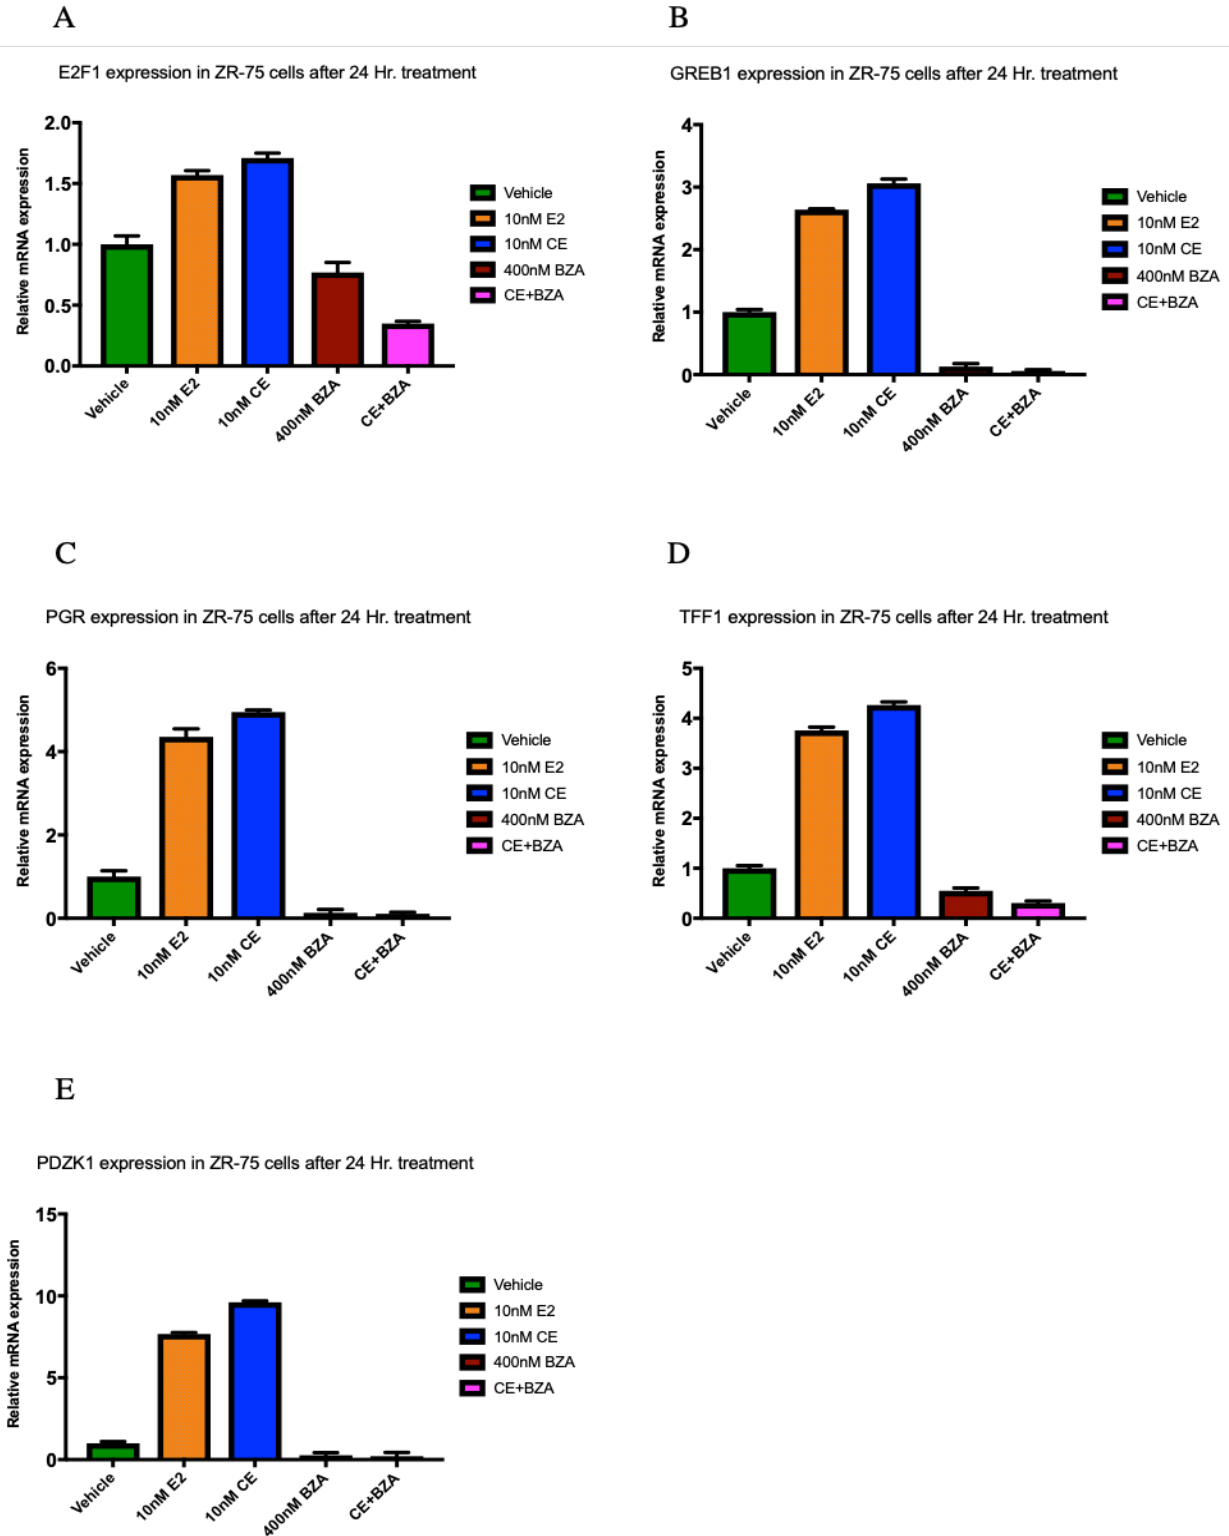 A
E2F1 expression in ZR-75 cells after 24 Hr. treatment
Relative mRNA expression
2.0
1.5
1.0
0.5
0.0
Vehicle
10nM E2
10nM CE
400nM BZA
CE+BZA
Vehicle
10nM E2
10nM CE
400nM BZA
CE+BZA
B
GREB1 expression in ZR-75 cells after 24 Hr. treatment
Relative mRNA expression
4
3
2
1
0
Vehicle
10nM E2
10nM CE
400nM BZA
CE+BZA
Vehicle
10nM E2
10nM CE
400nM BZA
CE+BZA
C
PGR expression in ZR-75 cells after 24 Hr. treatment
Relative mRNA expression
6
4
2
0
Vehicle
10nM E2
10nM CE
400nM BZA
CE+BZA
Vehicle
10nM E2
10nM CE
400nM BZA
CE+BZA
D
TFF1 expression in ZR-75 cells after 24 Hr. treatment
Relative mRNA expression
5
4
3
2
1
0
Vehicle
10nM E2
10nM CE
400nM BZA
CE+BZA
Vehicle
10nM E2
10nM CE
400nM BZA
CE+BZA
E
PDZK1 expression in ZR-75 cells after 24 Hr. treatment
Relative mRNA expression
15
10
5
0
Vehicle
10nM E2
10nM CE
400nM BZA
CE+BZA
Vehicle
10nM E2
10nM CE
400nM BZA
CE+BZA